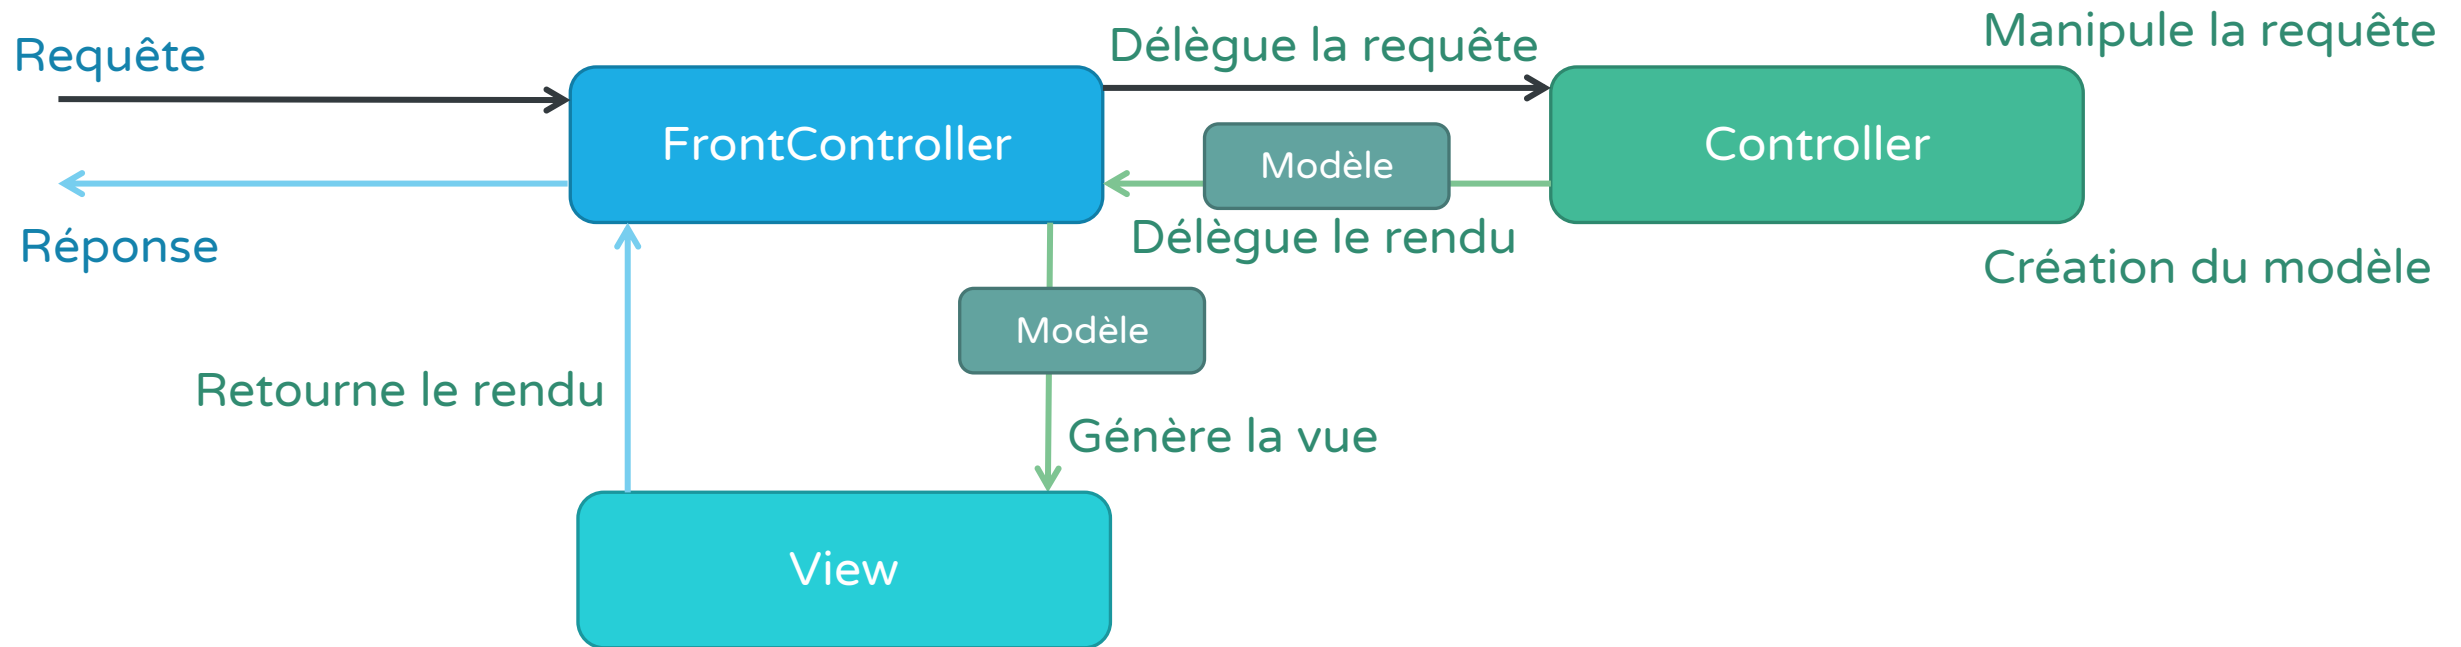 Requête
Délègue la requête
Manipule la requête
FrontController
Controller
Modèle
Réponse
Délègue le rendu
Création du modèle
Modèle
Retourne le rendu
Génère la vue
View